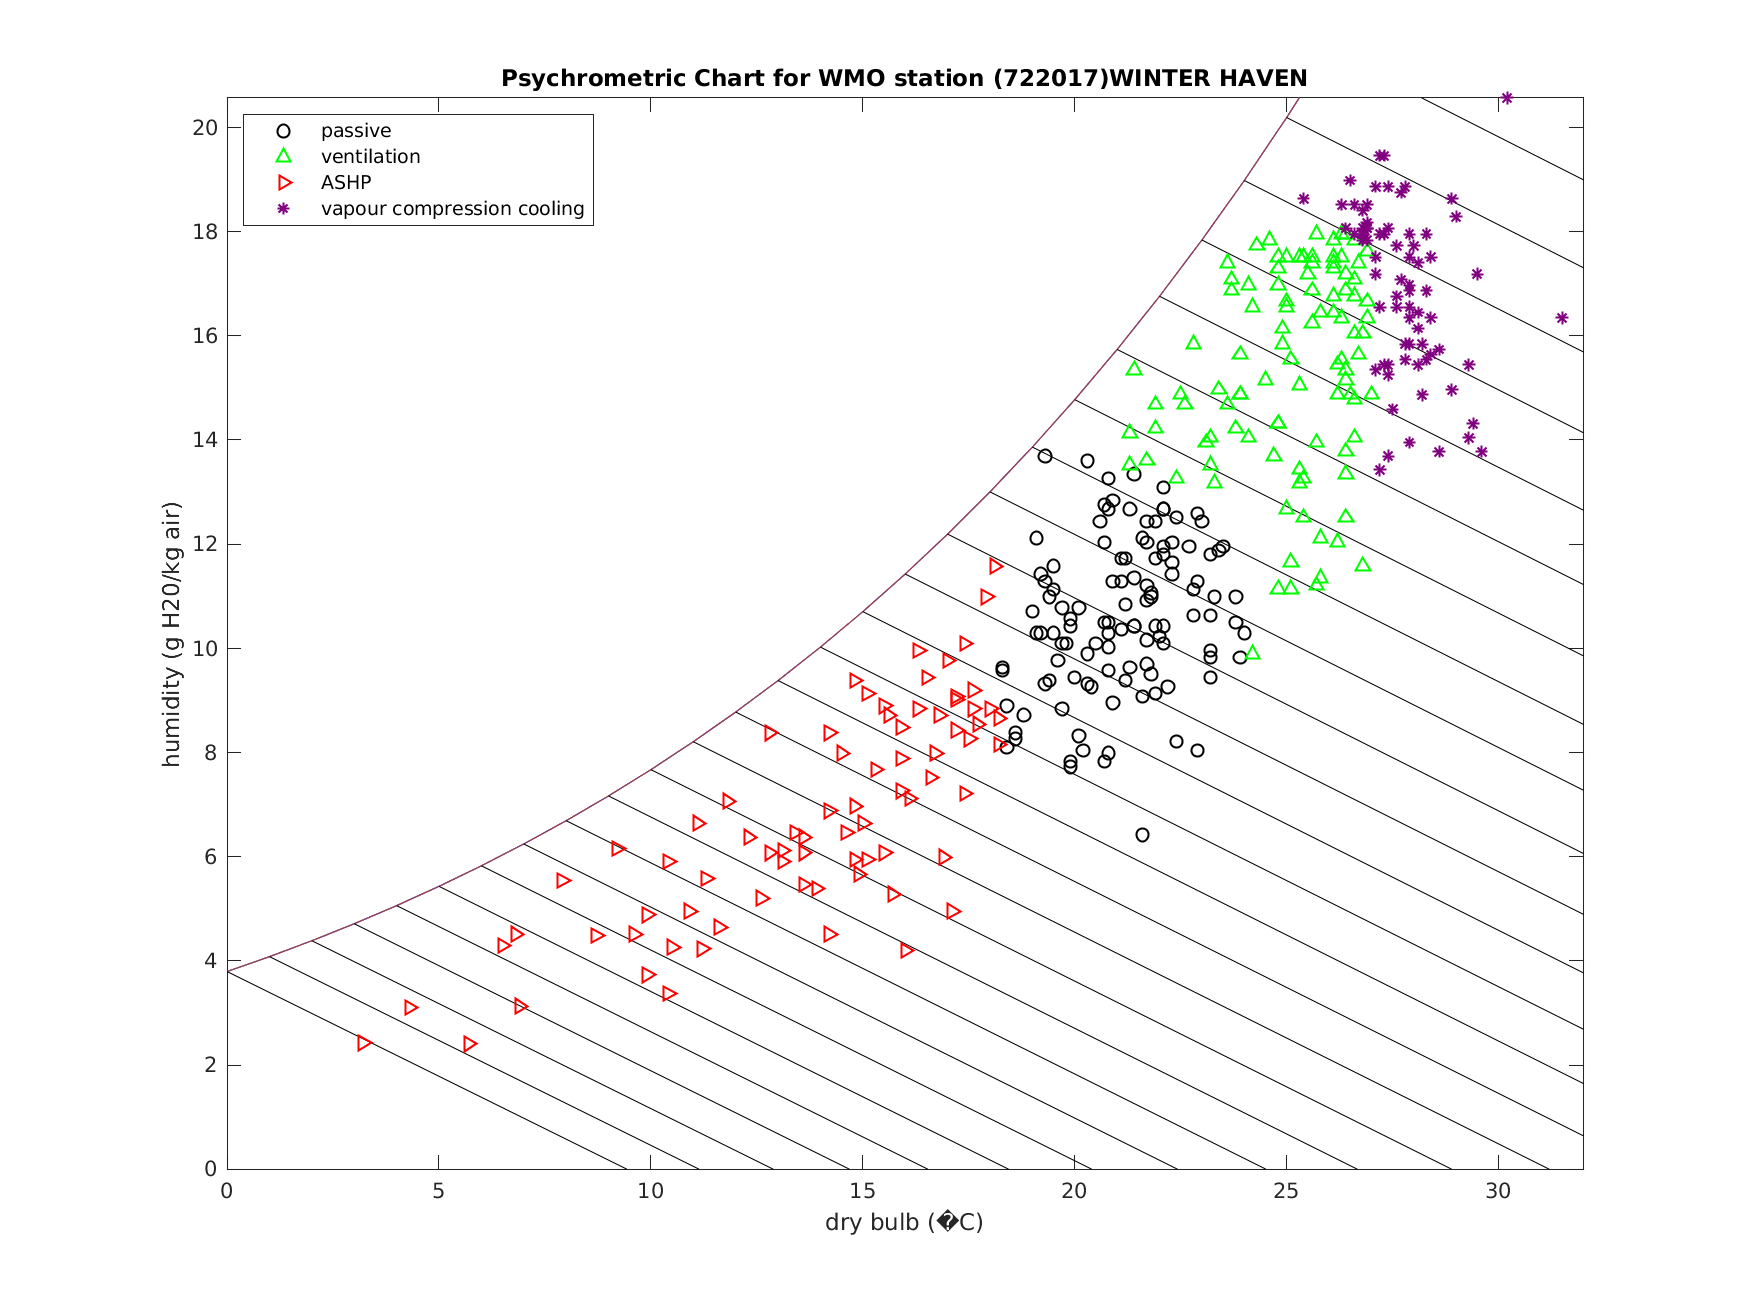 Psychrometric Chart for WMO station (722017)WINTER HAVEN
passive
ventilation
ASHP
vapour compression cooling
humidity (g H20/kg air)
20
18
16
14
12
10
8
6
4
2
0
0 5 10 15 20 25 30
dry bulb (�C)